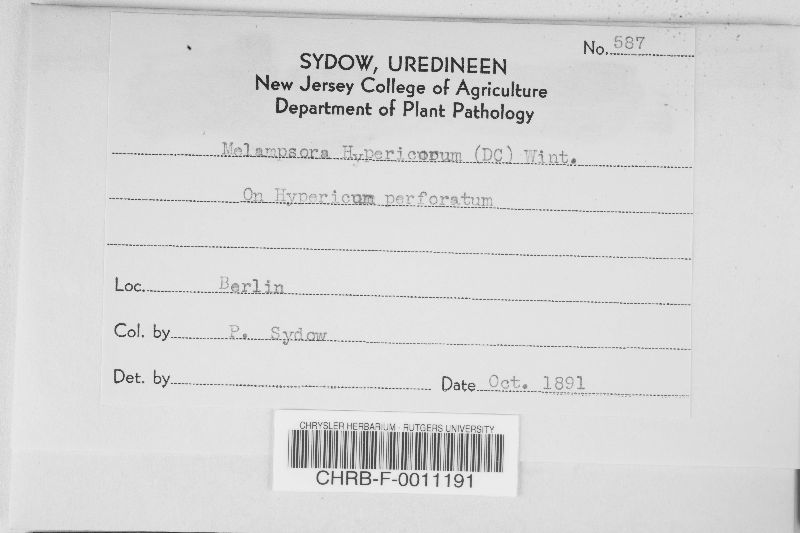 No. 587
SYDOW, UREDINEEN
New Jersey College of Agriculture
Department of Plant Pathology
Melampsora Hypericorum (DC) Wint.
On Hypericum perforatum
Loc. Berlin
Col. by P. Sydow
Det. by Date Oct. 1891
CHRYSLER HERBARIUM - RUTGERS UNIVERSITY
CHRB-F-0011191